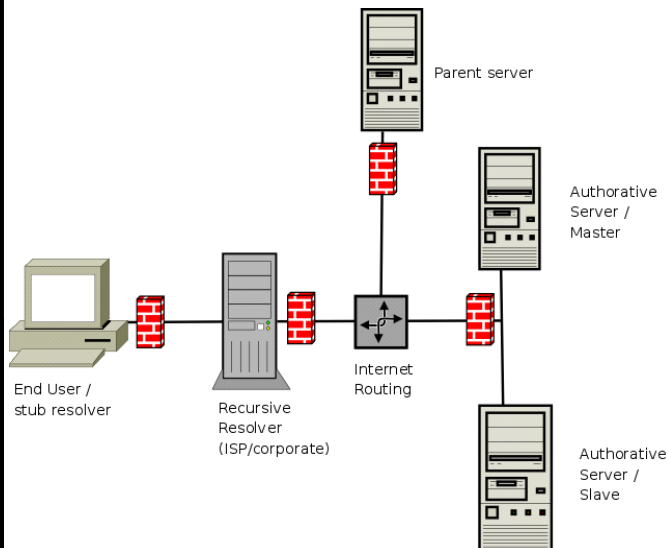 Parent server
Authorative
Server /
Master
End User /
stub resolver
Recursive
Resolver
(ISP/corporate)
Internet
Routing
Authorative
Server /
Slave